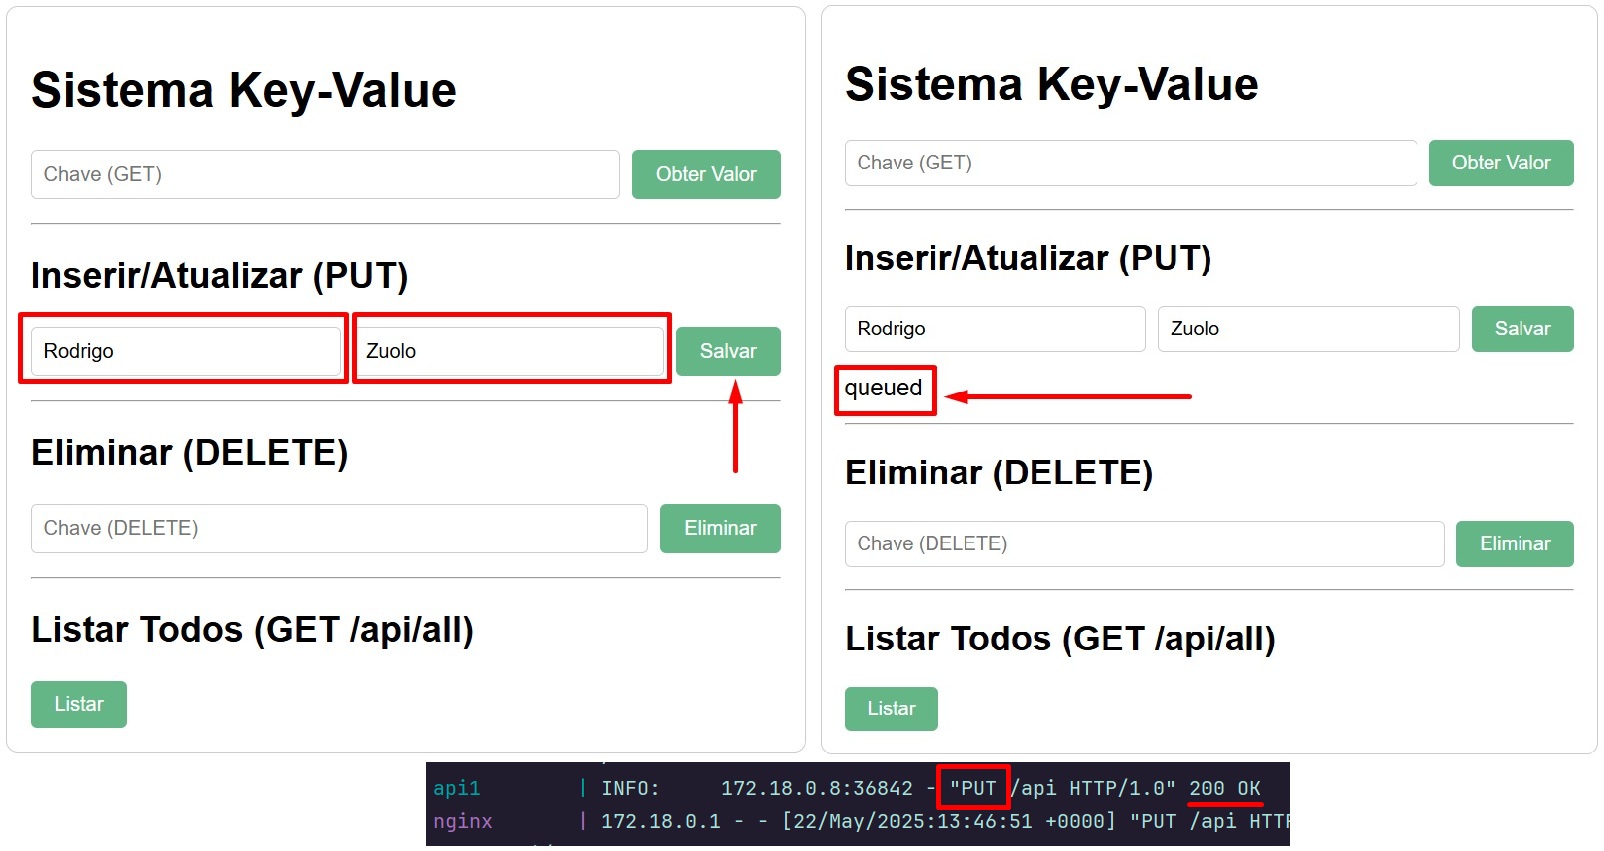 Sistema Key-Value
Chave (GET) Obter Valor
Inserir/Atualizar (PUT)
Rodrigo Zuolo Salvar
Eliminar (DELETE)
Chave (DELETE) Eliminar
Listar Todos (GET /api/all)
Listar
Sistema Key-Value
Chave (GET) Obter Valor
Inserir/Atualizar (PUT)
Rodrigo Zuolo Salvar
queued
Eliminar (DELETE)
Chave (DELETE) Eliminar
Listar Todos (GET /api/all)
Listar
api1 | INFO: 172.18.0.8:36842 - "PUT /api HTTP/1.0" 200 OK
nginx | 172.18.0.1 - - [22/May/2025:13:46:51 +0000] "PUT /api